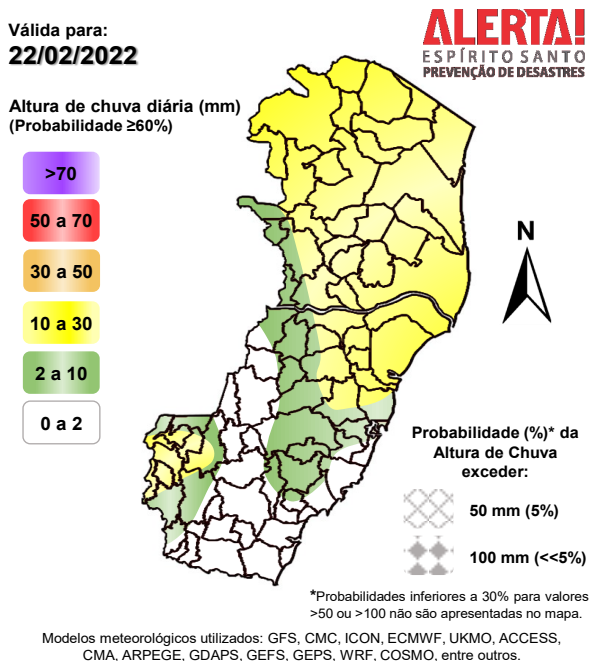 Válida para:
22/02/2022
ALERTA!
ESPÍRITO SANTO
PREVENÇÃO DE DESASTRES
Altura de chuva diária (mm)
(Probabilidade ≥60%)
>70
50 a 70
30 a 50
10 a 30
2 a 10
0 a 2
N
Probabilidade (%)* da
Altura de Chuva
exceder:
50 mm (5%)
100 mm (<<5%)
*Probabilidades inferiores a 30% para valores
>50 ou >100 não são apresentadas no mapa.
Modelos meteorológicos utilizados: GFS, CMC, ICON, ECMWF, UKMO, ACCESS,
CMA, ARPEGE, GDAPS, GEFS, GEPS, WRF, COSMO, entre outros.